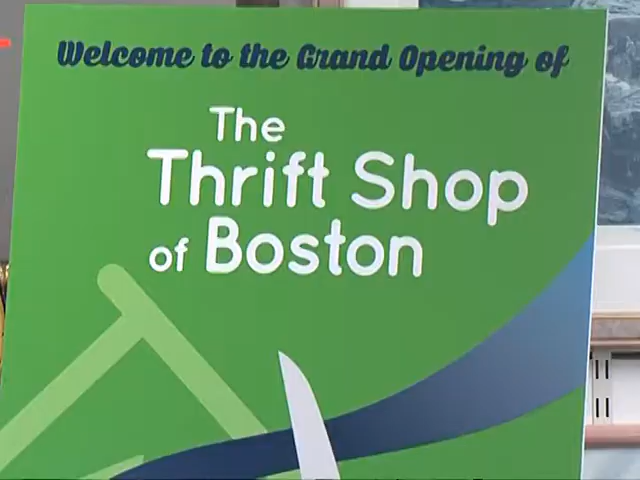 Welcome to the Grand Opening of
The
Thrift Shop
of Boston